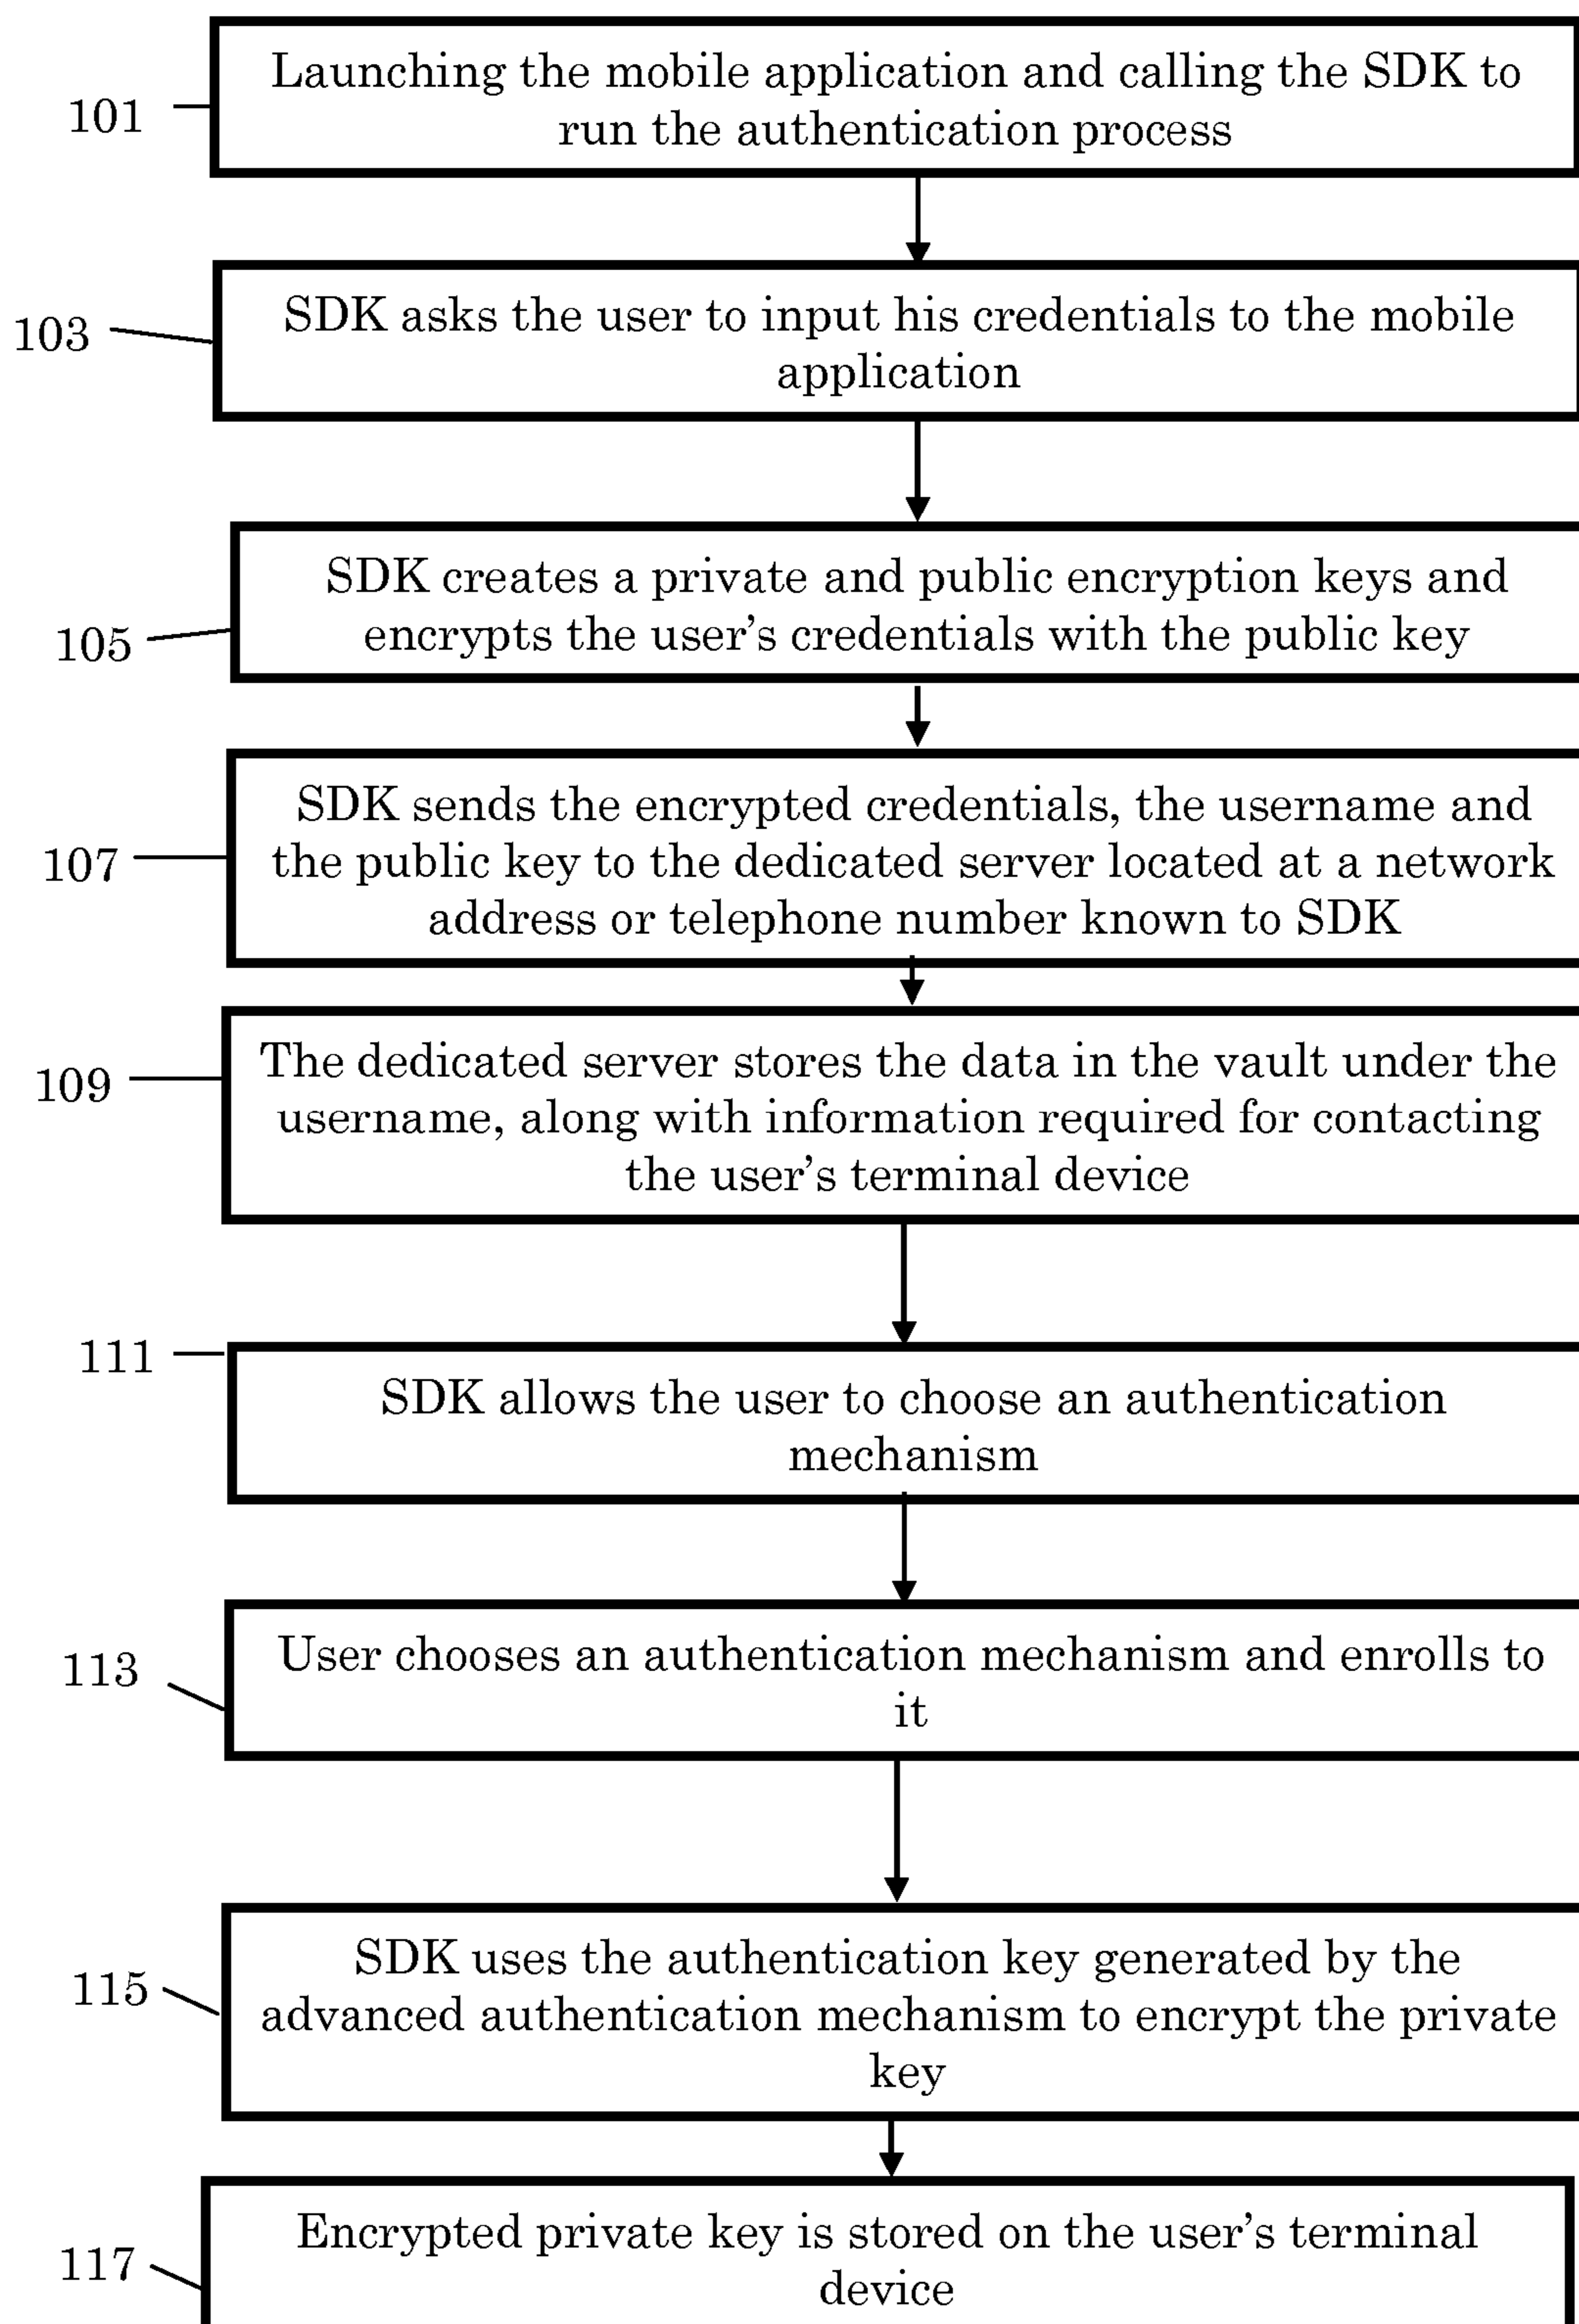 Launching the mobile application and calling the SDK to
101
run the authentication process
SDK asks the user to input his credentials to the mobile
103
application
SDK creates a private and public encryption keys and
105
encrypts the user’s credentials with the public key
SDK sends the encrypted credentials, the username and
107
the public key to the dedicated server located at a network
address or telephone number known to SDK
The dedicated server stores the data in the vault under the
109
username, along with information required for contacting
the user’s terminal device
111
SDK allows the user to choose an authentication
mechanism
User chooses an authentication mechanism and enrolls to
113
it
SDK uses the authentication key generated by the
115
advanced authentication mechanism to encrypt the private
key
Encrypted private key is stored on the user’s terminal
117
device